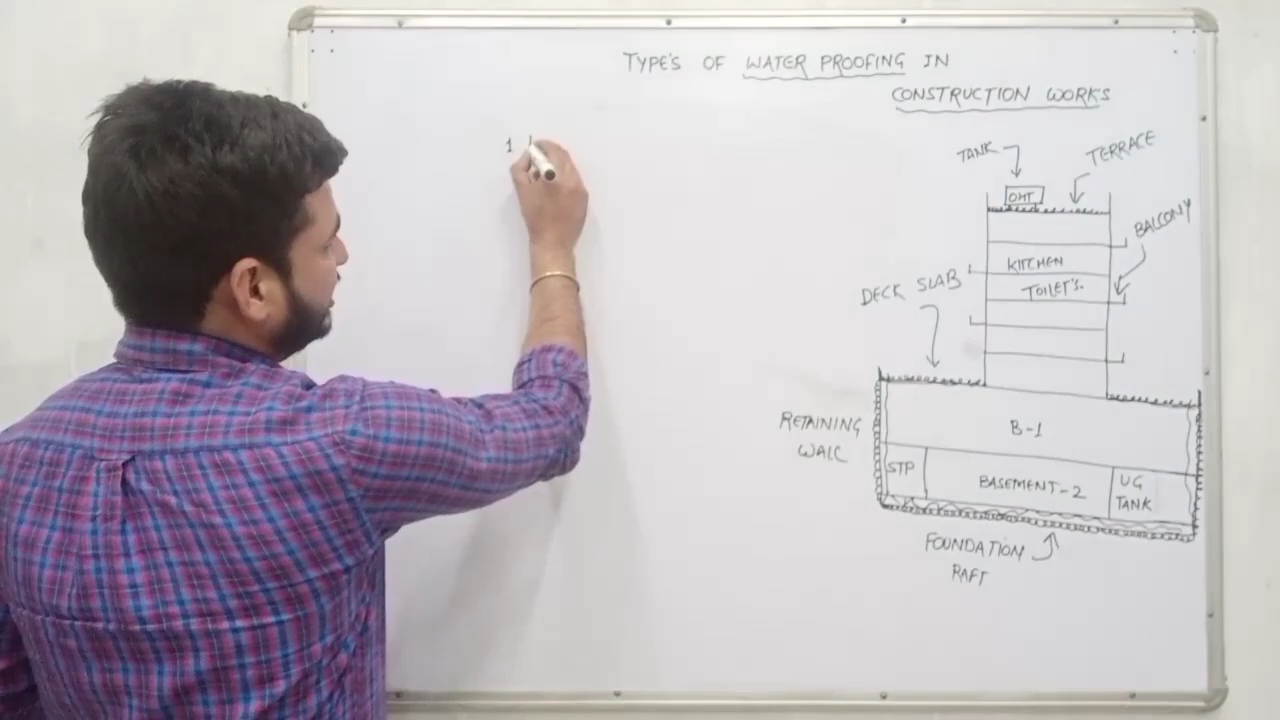 TYPE'S OF WATER PROOFING IN
CONSTRUCTION WORKS
1
TANK
TERRACE
OHT
BALCONY
KITCHEN
TOILET'S.
DECK SLAB
RETAINING
WALL
B-1
STP
BASEMENT-2
UG
TANK
FOUNDATION
RAFT